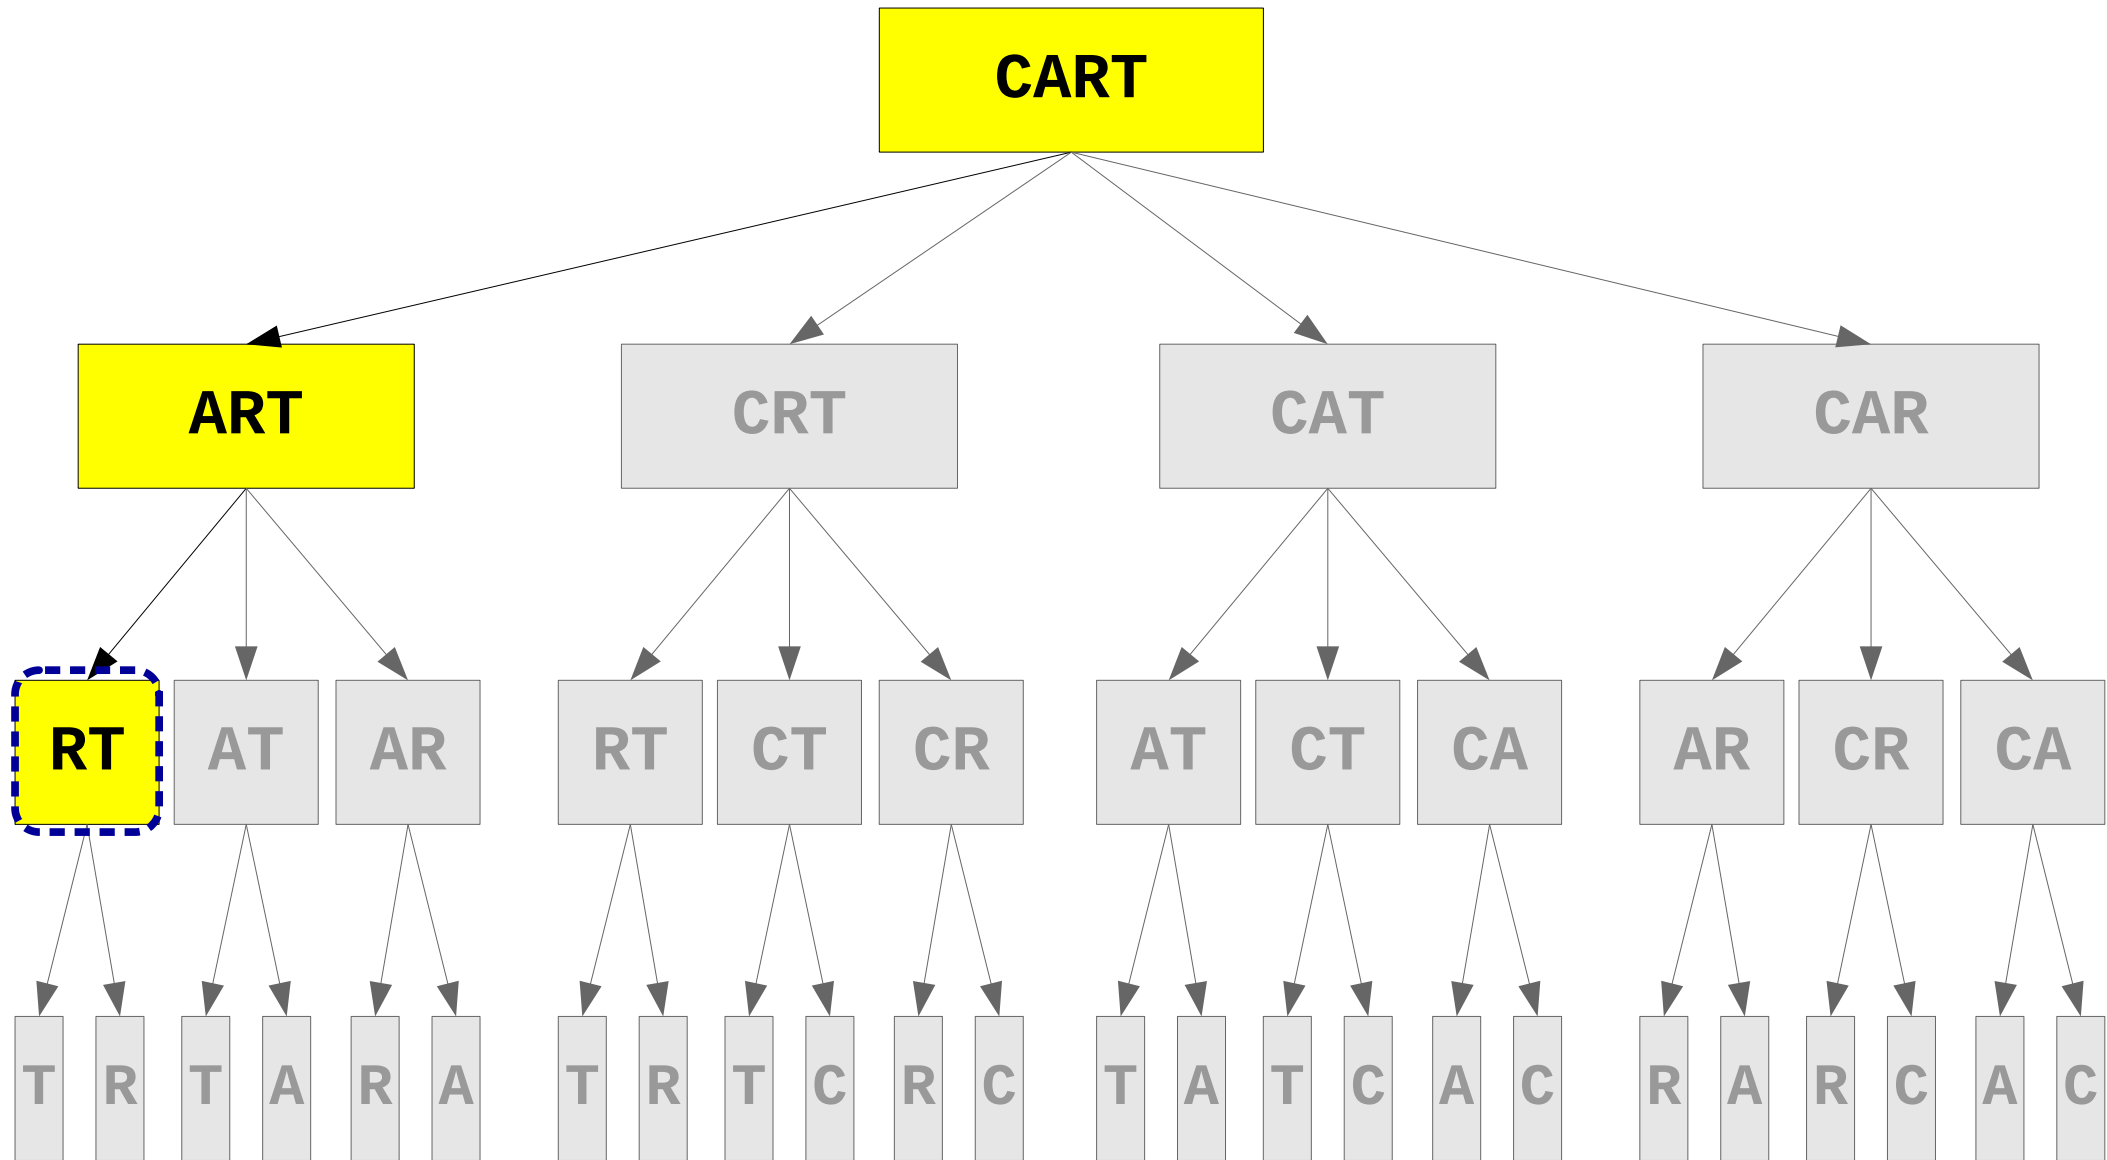 CART
ART CRT CAT CAR
RT AT AR RT CT CR AT CT CA AR CR CA
T R T A R A T R T C R C T A T C A C R A R C A C